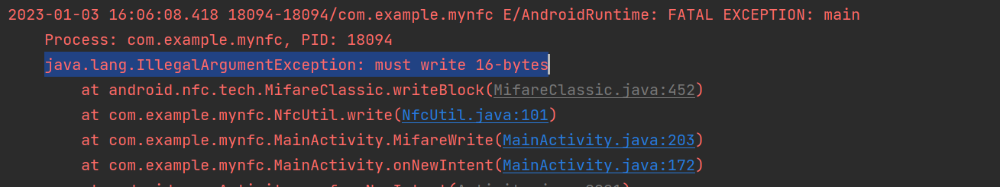 2023-01-03 16:06:08.418 18094-18094/com.example.mynfc E/AndroidRuntime: FATAL EXCEPTION: main
Process: com.example.mynfc, PID: 18094
java.lang.IllegalArgumentException: must write 16-bytes
at android.nfc.tech.MifareClassic.writeBlock(MifareClassic.java:452)
at com.example.mynfc.NfcUtil.write(NfcUtil.java:101)
at com.example.mynfc.MainActivity.MifareWrite(MainActivity.java:203)
at com.example.mynfc.MainActivity.onNewIntent(MainActivity.java:172)